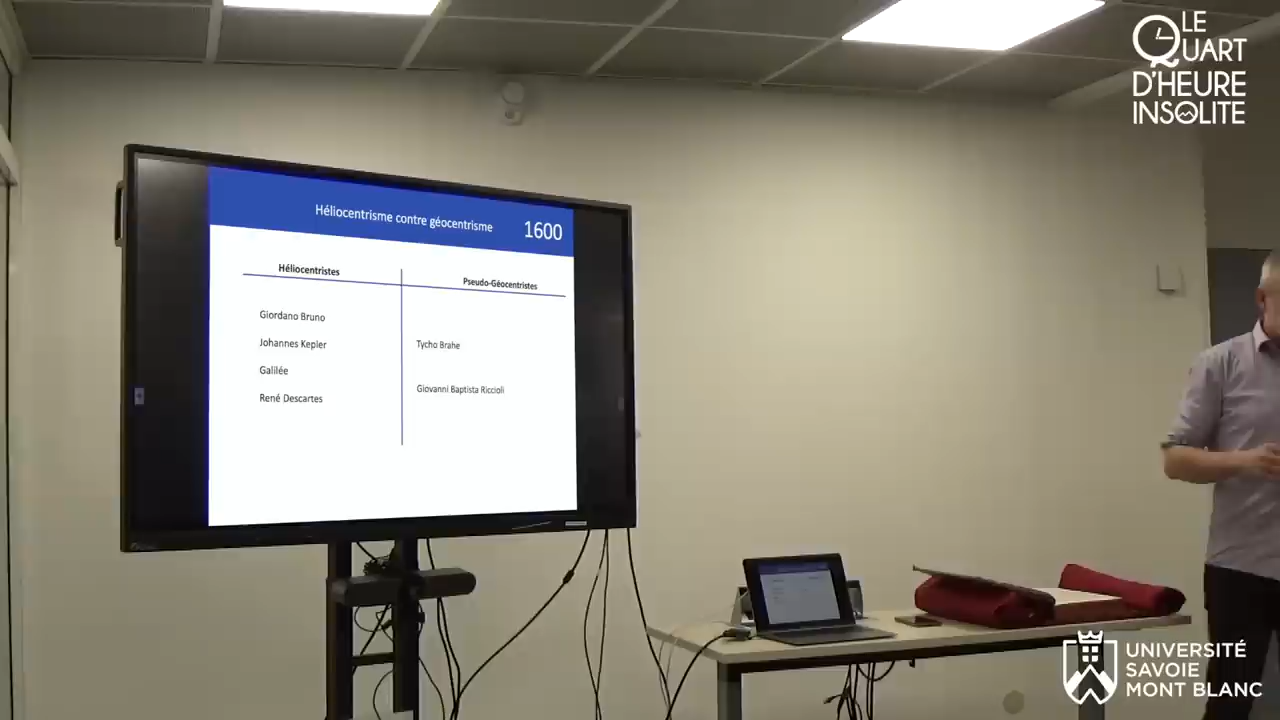 LE
QUART
D'HEURE
INSOLITE
Héliocentrisme contre géocentrisme
1600
Héliocentristes
Pseudo-Géocentristes
Giordano Bruno
Johannes Kepler
Tycho Brahe
Galilée
Giovanni Baptista Riccioli
René Descartes
UNIVERSITÉ
SAVOIE
MONT BLANC